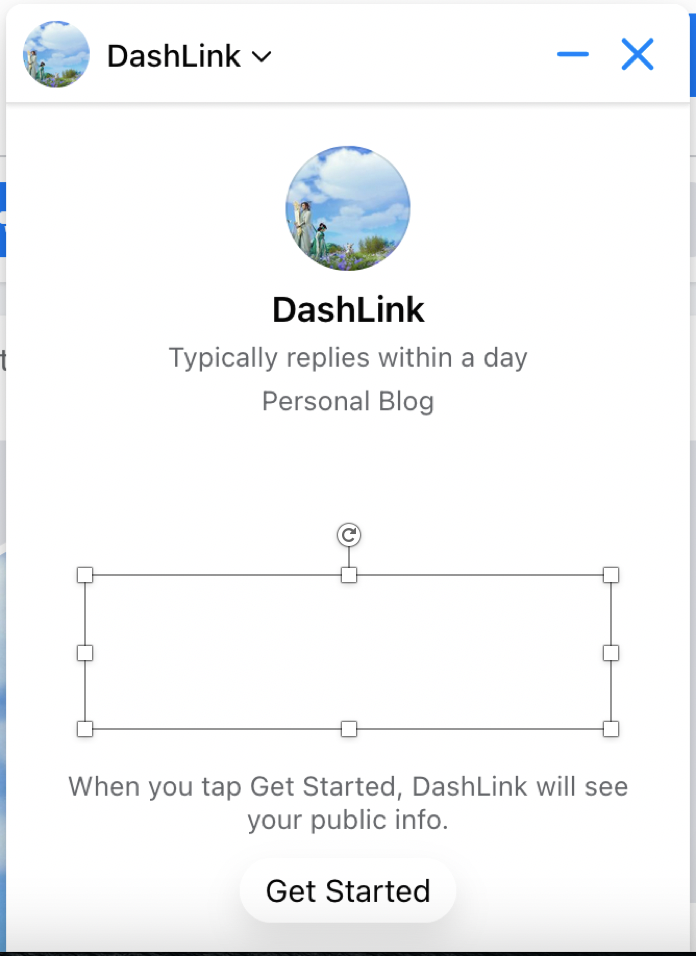 DashLink
DashLink
Typically replies within a day
Personal Blog
When you tap Get Started, DashLink will see
your public info.
Get Started